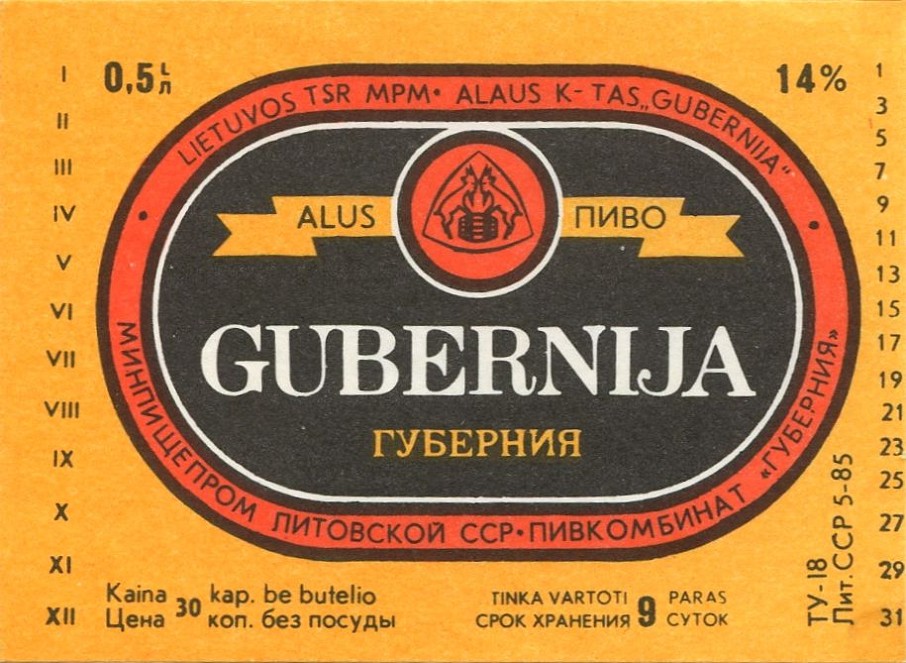 I
II
III
IV
V
VI
VII
VIII
IX
X
XI
XII
0,5 L
л
14%
LIETUVOS TSR MPM • ALAUS K-TAS „GUBERNIJA“
ALUS
ПИВО
GUBERNIJA
ГУБЕРНИЯ
МИНПИЩЕПРОМ ЛИТОВСКОЙ ССР • ПИВКОМБИНАТ «ГУБЕРНИЯ»
Kaina 30 kap. be butelio
Цена коп. без посуды
TINKA VARTOTI 9 PARAS
СРОК ХРАНЕНИЯ СУТОК
ТУ-18
Лит. ССР 5-85
1
3
5
7
9
11
13
15
17
19
21
23
25
27
29
31